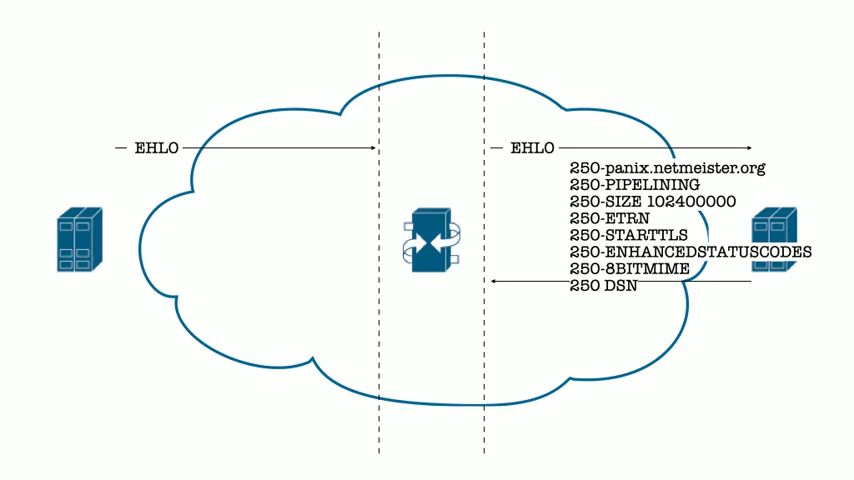 EHLO
EHLO
250-panix.netmeister.org
250-PIPELINING
250-SIZE 102400000
250-ETRN
250-STARTTLS
250-ENHANCEDSTATUSCODES
250-8BITMIME
250 DSN